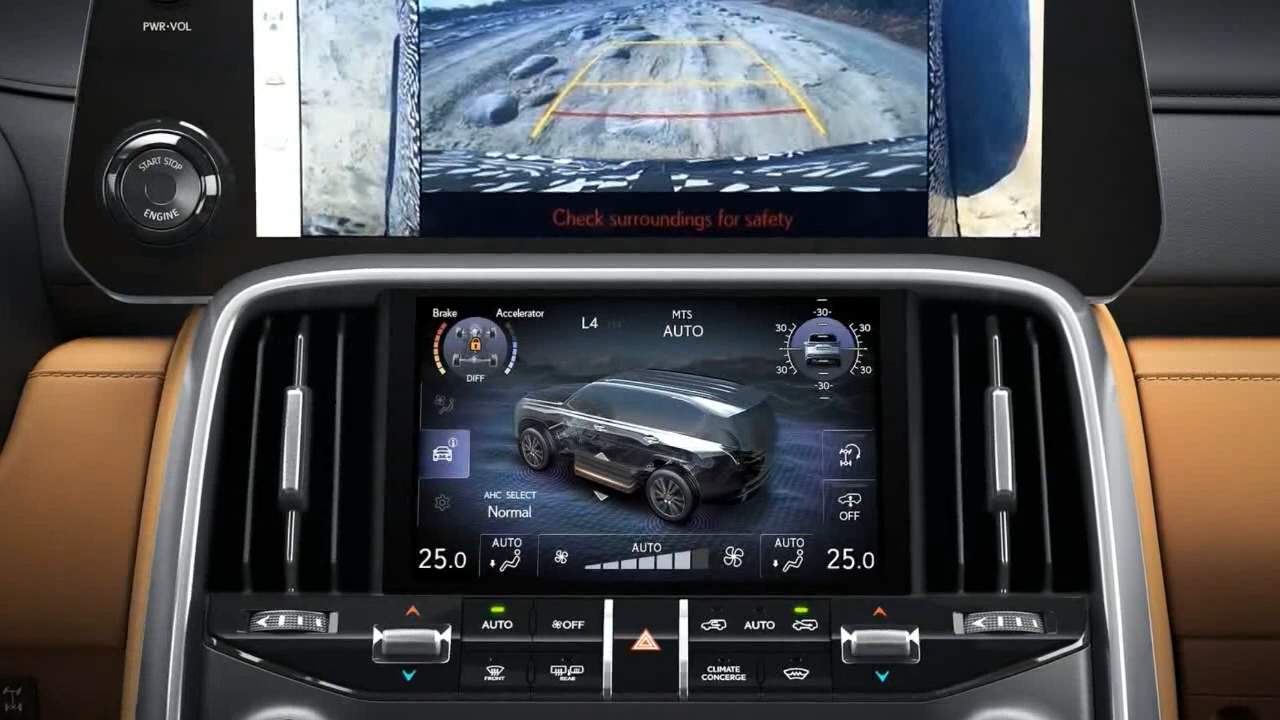 PWR•VOL
START STOP
ENGINE
Check surroundings for safety
Brake
Accelerator
DIFF
L4
MTS
AUTO
-30-
30
30
30
30
-30-
AHC SELECT
Normal
OFF
25.0
AUTO
AUTO
AUTO
25.0
AUTO
OFF
AUTO
FRONT
REAR
CLIMATE
CONCIERGE